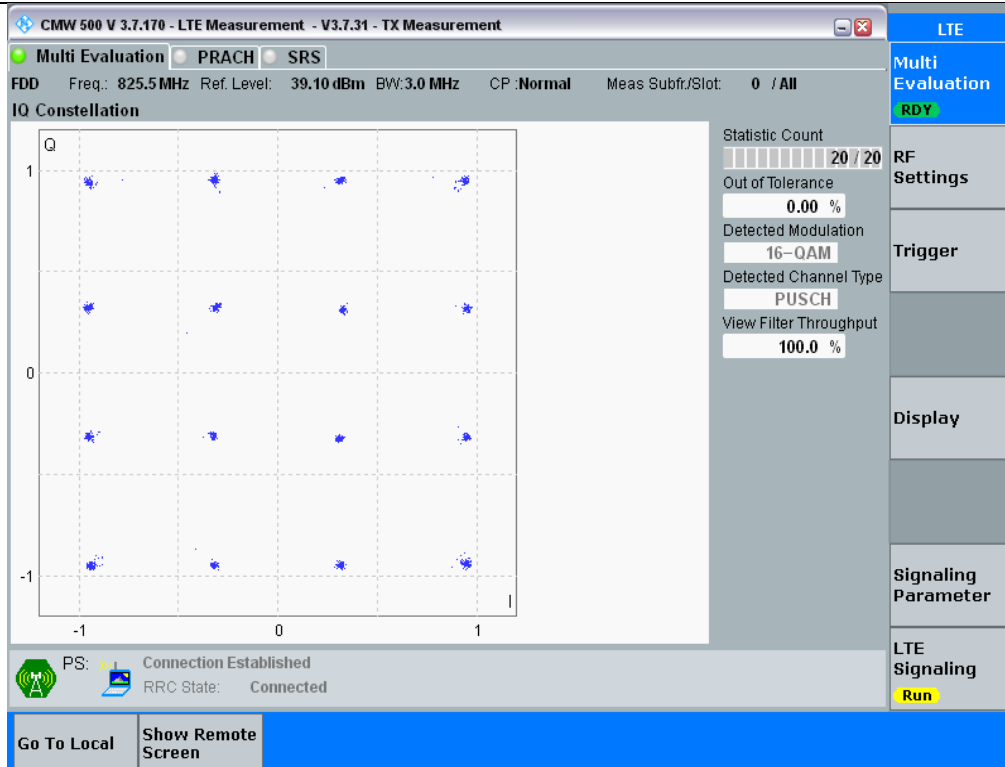 CMW 500 V 3.7.170 - LTE Measurement - V3.7.31 - TX Measurement
LTE
Multi Evaluation PRACH SRS
FDD Freq.: 825.5 MHz Ref. Level: 39.10 dBm BW:3.0 MHz CP :Normal Meas Subfr./Slot: 0 / All
IQ Constellation
Q
1
0
-1
-1 0 1
I
Statistic Count
20 / 20
Out of Tolerance
0.00 %
Detected Modulation
16-QAM
Detected Channel Type
PUSCH
View Filter Throughput
100.0 %
Multi
Evaluation
RDY
RF
Settings
Trigger
Display
Signaling
Parameter
LTE
Signaling
Run
PS: Connection Established
RRC State: Connected
Go To Local
Show Remote
Screen